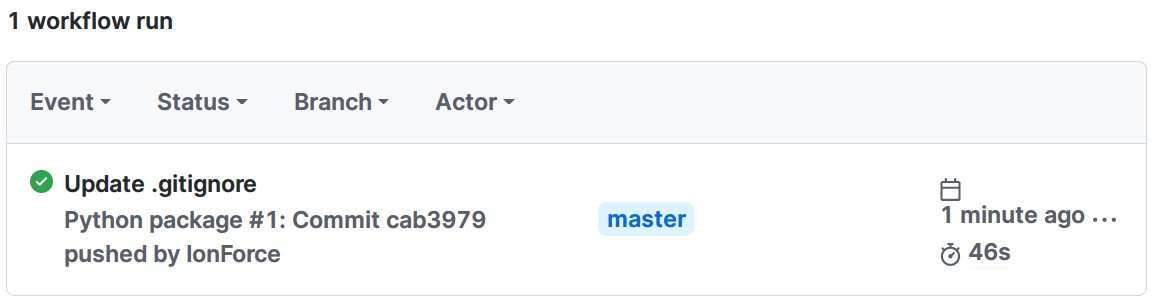 1 workflow run
Event Status Branch Actor
Update .gitignore
Python package #1: Commit cab3979
pushed by IonForce
master
1 minute ago ...
46s